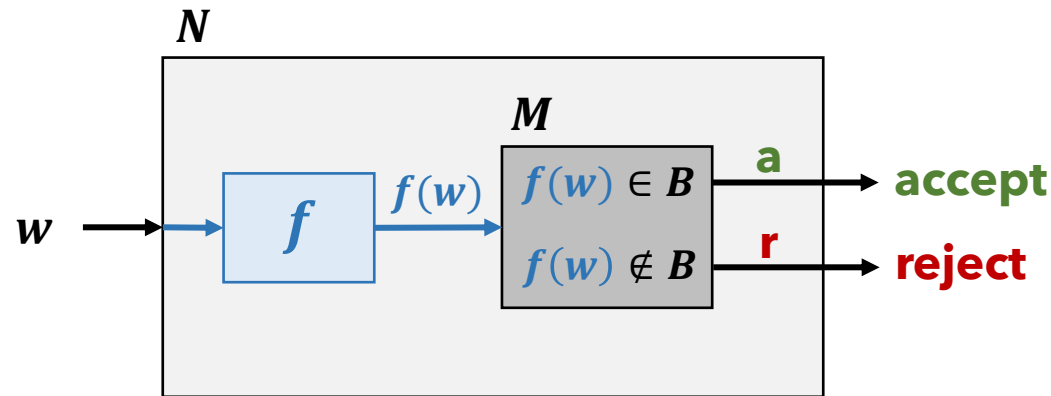 N
M
w
f
f(w)
f(w) ∈ B
a
accept
f(w) ∉ B
r
reject